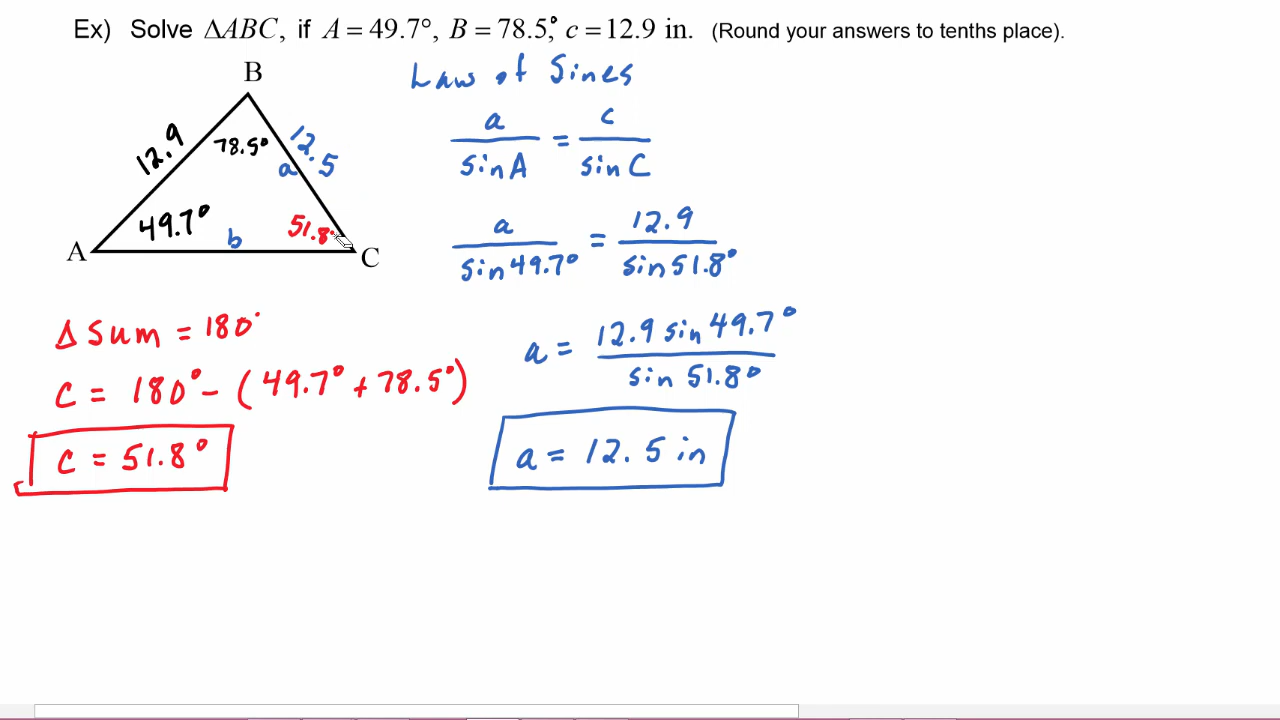 Ex) Solve ΔABC, if A = 49.7°, B = 78.5°, c = 12.9 in. (Round your answers to tenths place).
Law of Sines
B
12.9
78.5°
12.5
a
49.7°
b
51.8°
A
C
a/sinA = c/sinC
a/sin49.7° = 12.9/sin51.8°
Δ Sum = 180°
C = 180° - (49.7° + 78.5°)
C = 51.8°
a = 12.9 sin 49.7°/sin 51.8°
a = 12.5 in